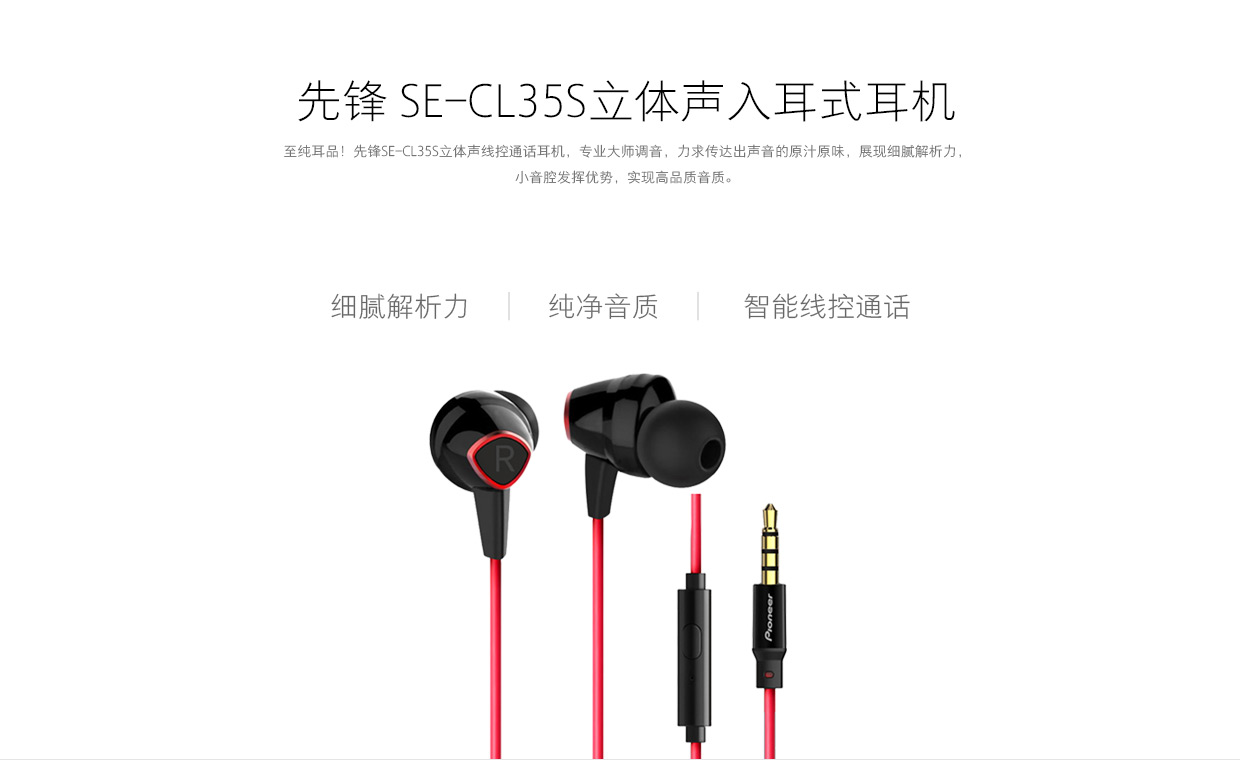 先锋 SE-CL35S立体声入耳式耳机
至纯耳品！先锋SE-CL35S立体声线控通话耳机，专业大师调音，力求传达出声音的原汁原味，展现细腻解析力，
小音腔发挥优势，实现高品质音质。
细腻解析力
纯净音质
智能线控通话
R
Pioneer